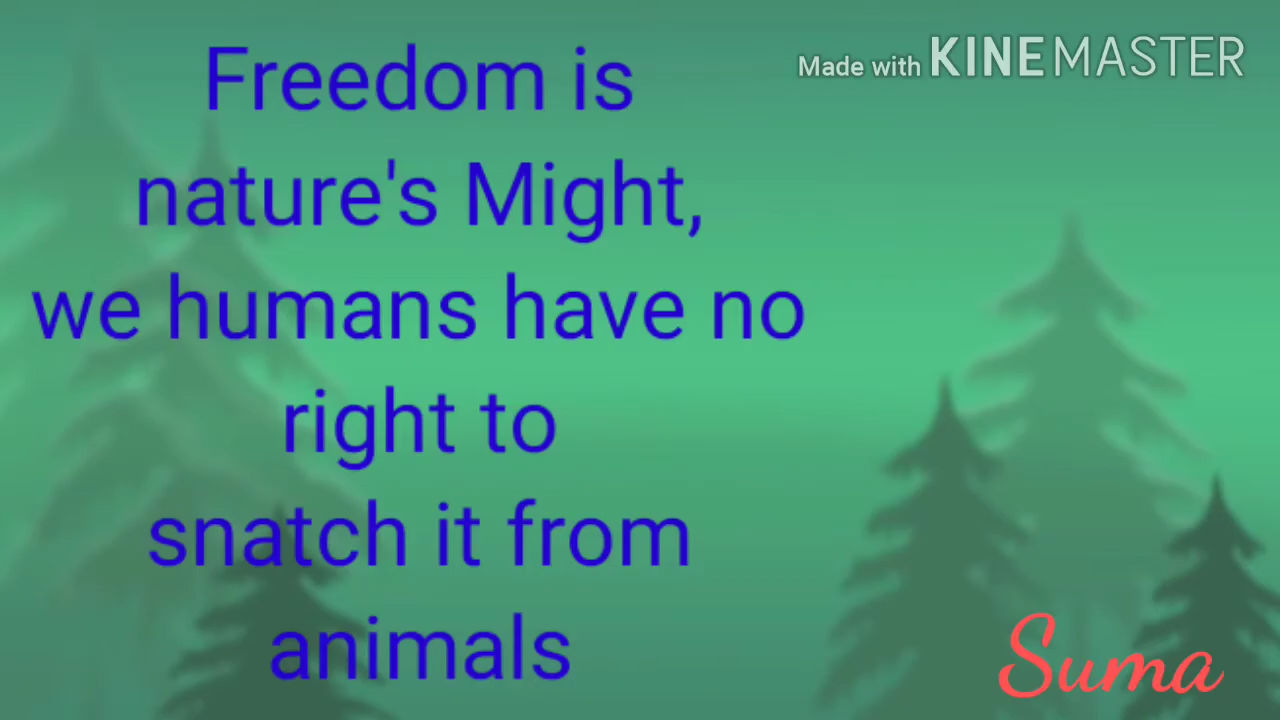 Freedom is
nature's Might,
we humans have no
right to
snatch it from
animals
Made with KINEMASTER
Suma